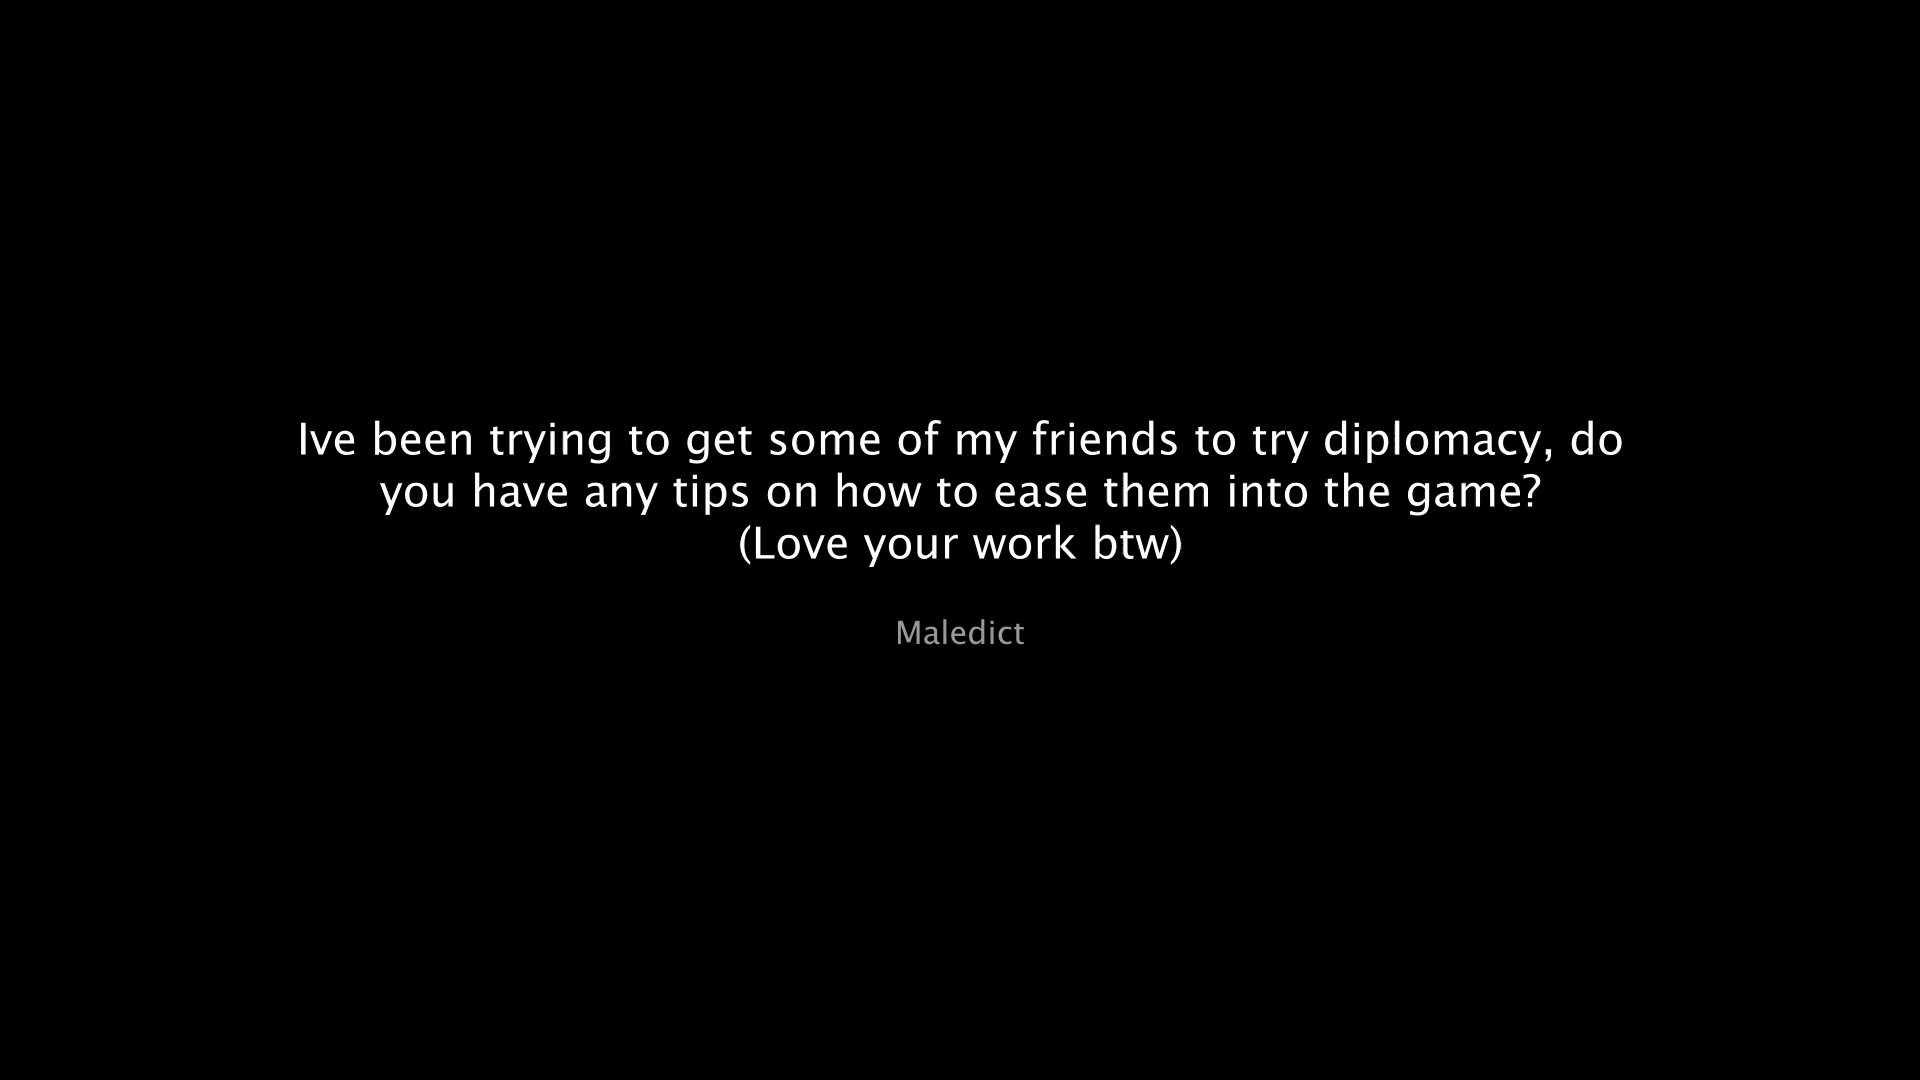 Ive been trying to get some of my friends to try diplomacy, do
you have any tips on how to ease them into the game?
(Love your work btw)
Maledict